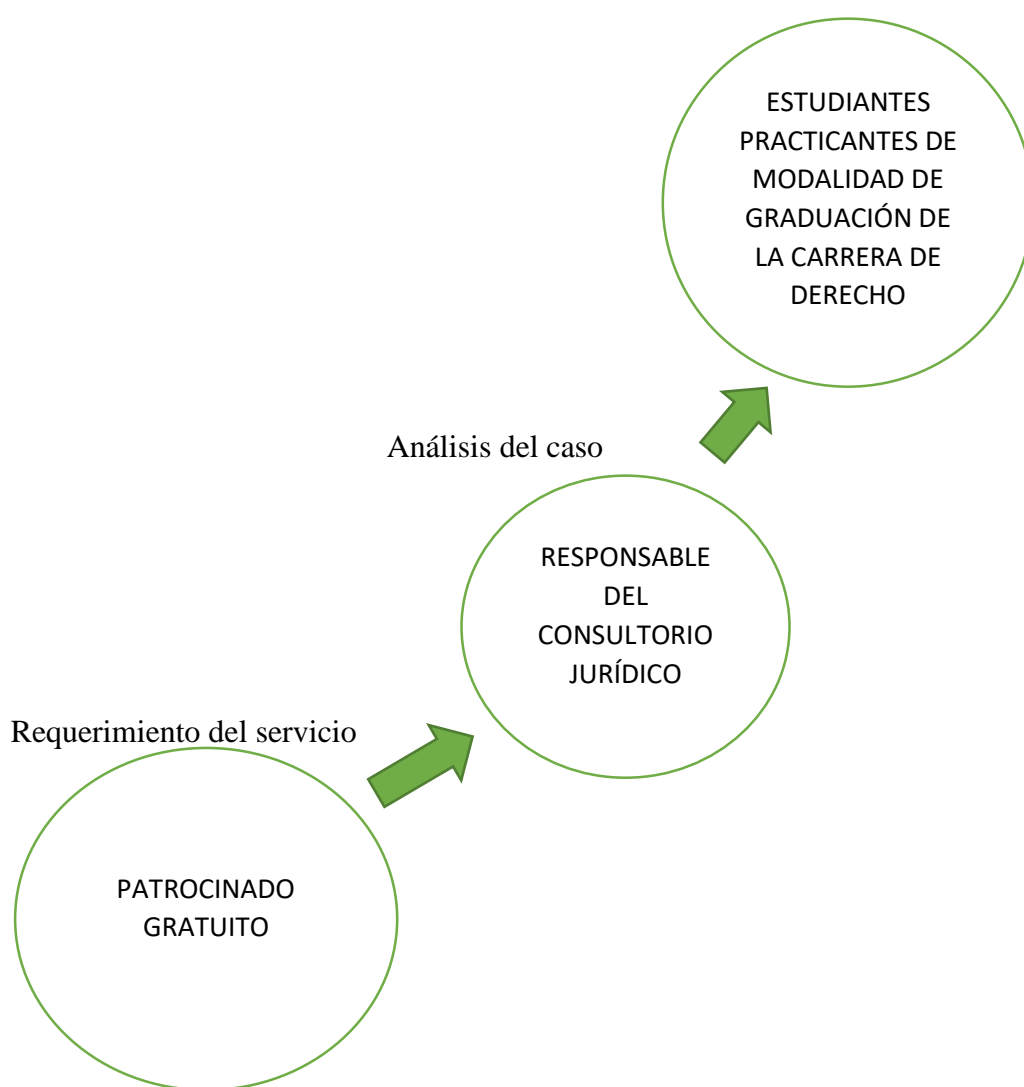 ESTUDIANTES
PRACTICANTES DE
MODALIDAD DE
GRADUACIÓN DE
LA CARRERA DE
DERECHO
Análisis del caso
RESPONSABLE
DEL
CONSULTORIO
JURÍDICO
Requerimiento del servicio
PATROCINADO
GRATUITO